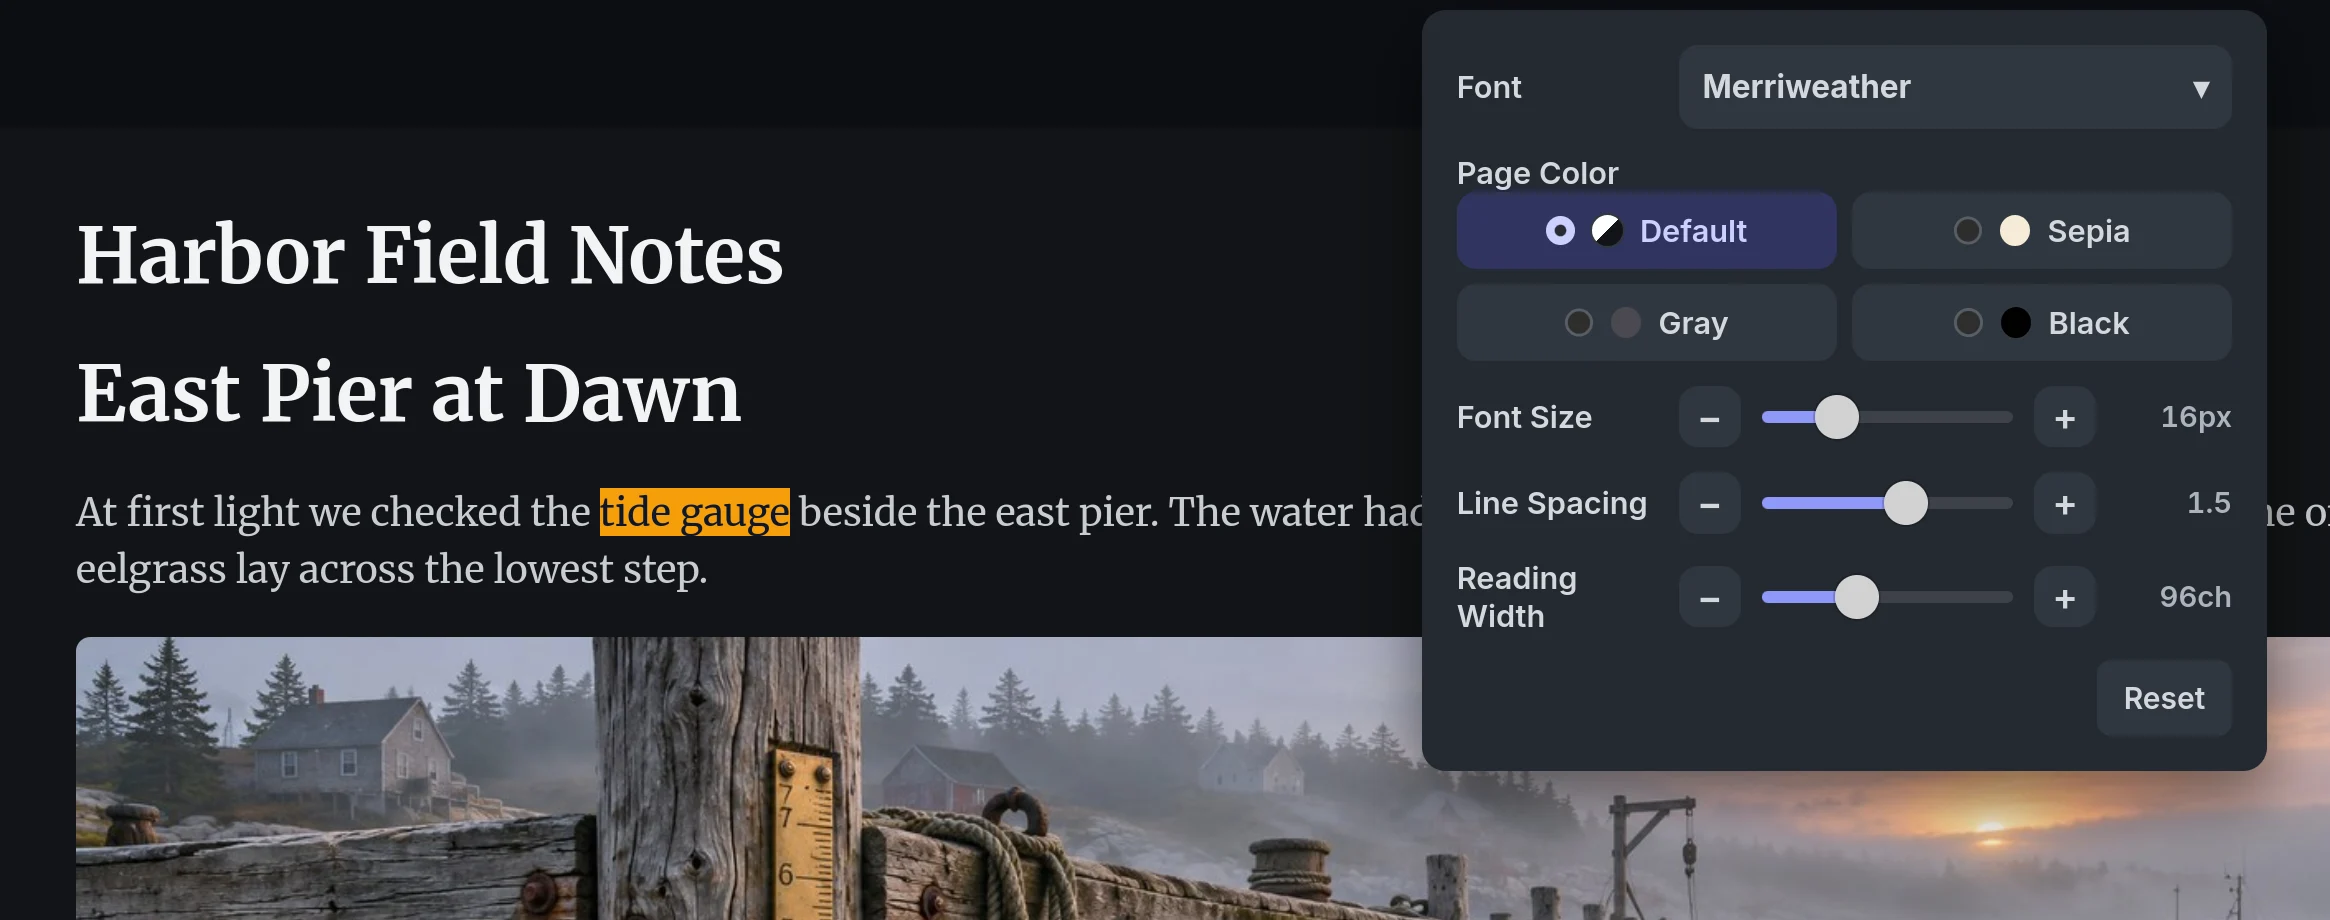 Harbor Field Notes
East Pier at Dawn
At first light we checked the tide gauge beside the east pier. The water had
eelgrass lay across the lowest step.
Font
Merriweather
Page Color
Default
Sepia
Gray
Black
Font Size
–
+
16px
Line Spacing
–
+
1.5
Reading
Width
–
+
96ch
Reset
7
7
6